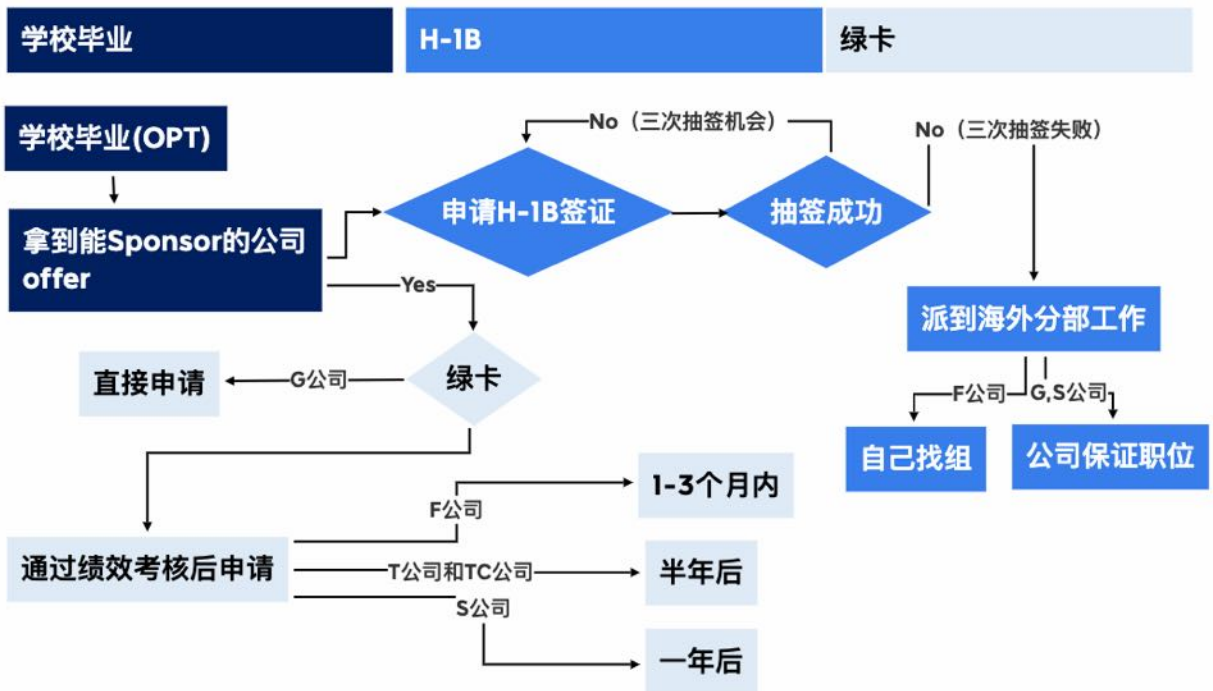 学校毕业
H-1B
绿卡
学校毕业(OPT)
No（三次抽签机会）
No（三次抽签失败）
申请H-1B签证
抽签成功
拿到能Sponsor的公司
offer
Yes
派到海外分部工作
直接申请
G公司
绿卡
F公司
G,S公司
自己找组
公司保证职位
1-3个月内
F公司
通过绩效考核后申请
T公司和TC公司
半年后
S公司
一年后